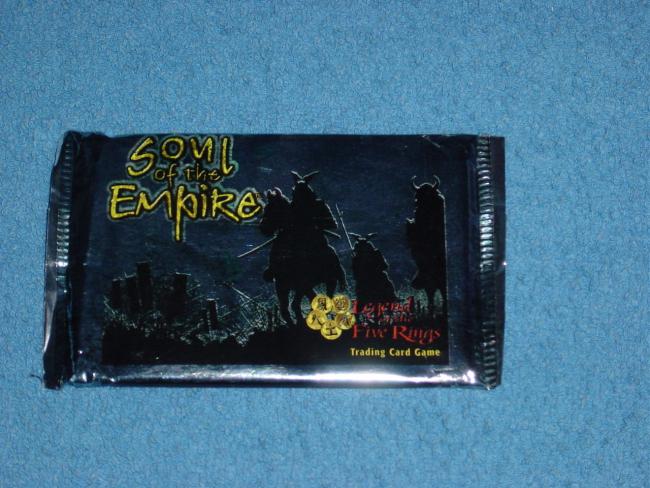 Soul
of the
Empire
Legend
of the
Five Rings
Trading Card Game